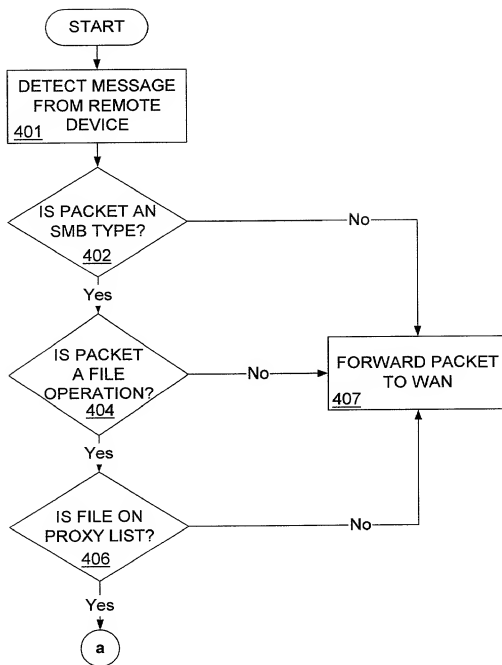 START
DETECT MESSAGE
FROM REMOTE
DEVICE
401
IS PACKET AN
SMB TYPE?
402
No
Yes
IS PACKET
A FILE
OPERATION?
404
No
FORWARD PACKET
TO WAN
407
Yes
IS FILE ON
PROXY LIST?
406
No
Yes
a